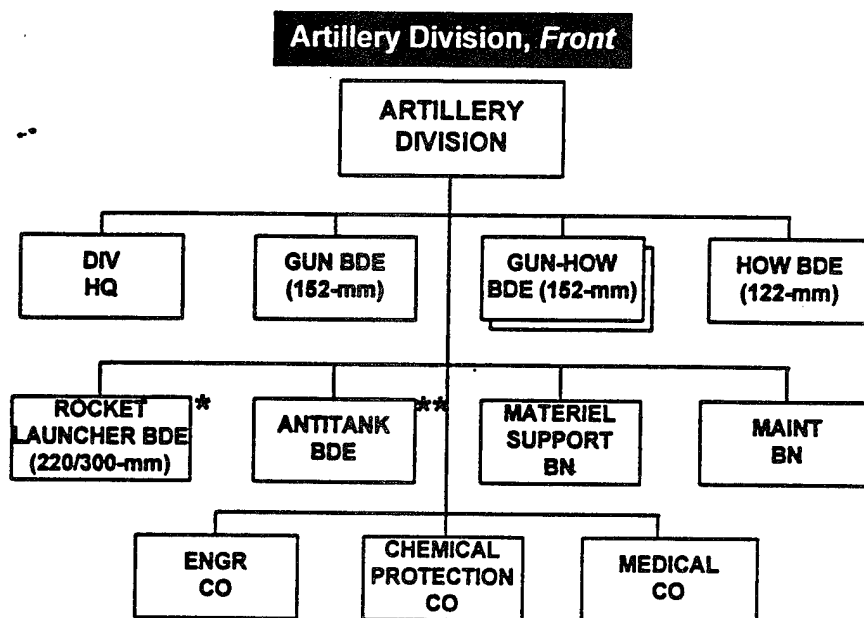 Artillery Division, Front
ARTILLERY
DIVISION
DIV
HQ
GUN BDE
(152-mm)
GUN-HOW
BDE (152-mm)
HOW BDE
(122-mm)
ROCKET
LAUNCHER BDE
(220/300-mm)
*
ANTITANK
BDE
**
MATERIEL
SUPPORT
BN
MAINT
BN
ENGR
CO
CHEMICAL
PROTECTION
CO
MEDICAL
CO